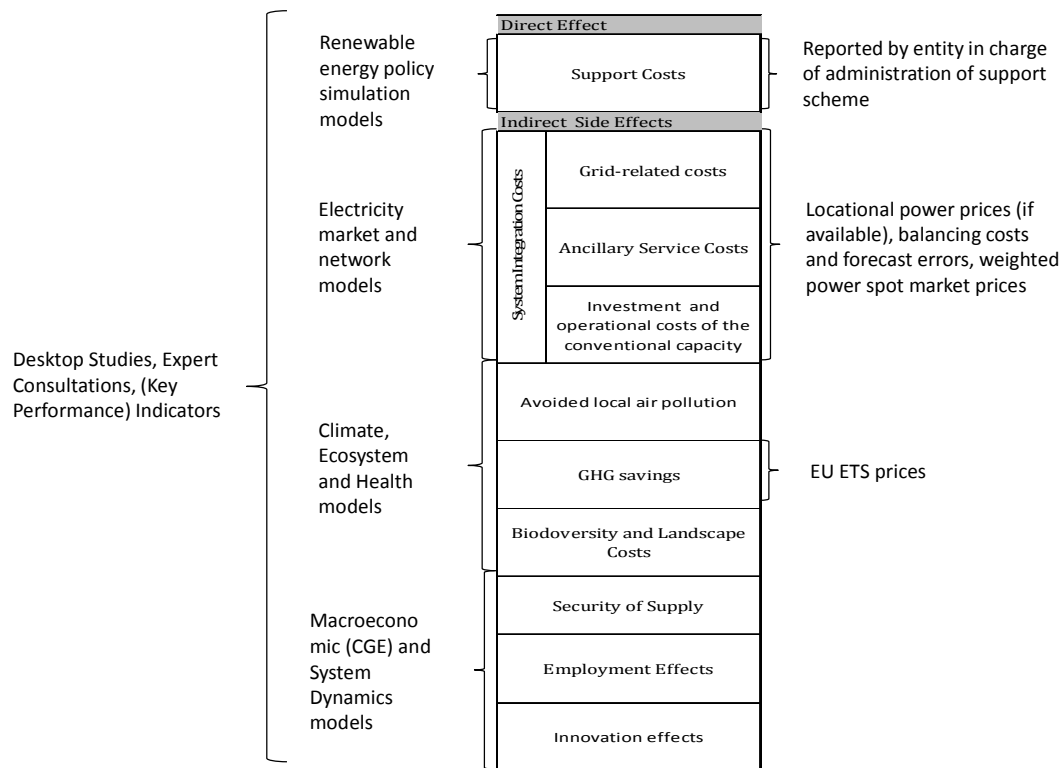 Direct Effect
Renewable
energy policy
simulation
models
Support Costs
Reported by entity in charge
of administration of support
scheme
Indirect Side Effects
System Integration Costs
Grid-related costs
Electricity
market and
network
models
Ancillary Service Costs
Locational power prices (if
available), balancing costs
and forecast errors, weighted
power spot market prices
Investment and
operational costs of the
conventional capacity
Desktop Studies, Expert
Consultations, (Key
Performance) Indicators
Avoided local air pollution
Climate,
Ecosystem
and Health
models
GHG savings
EU ETS prices
Biodoversity and Landscape
Costs
Security of Supply
Macroecono
mic (CGE) and
System
Dynamics
models
Employment Effects
Innovation effects